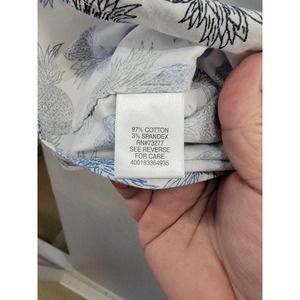 97% COTTON
3% SPANDEX
RN#73277
SEE REVERSE
FOR CARE
400183364935